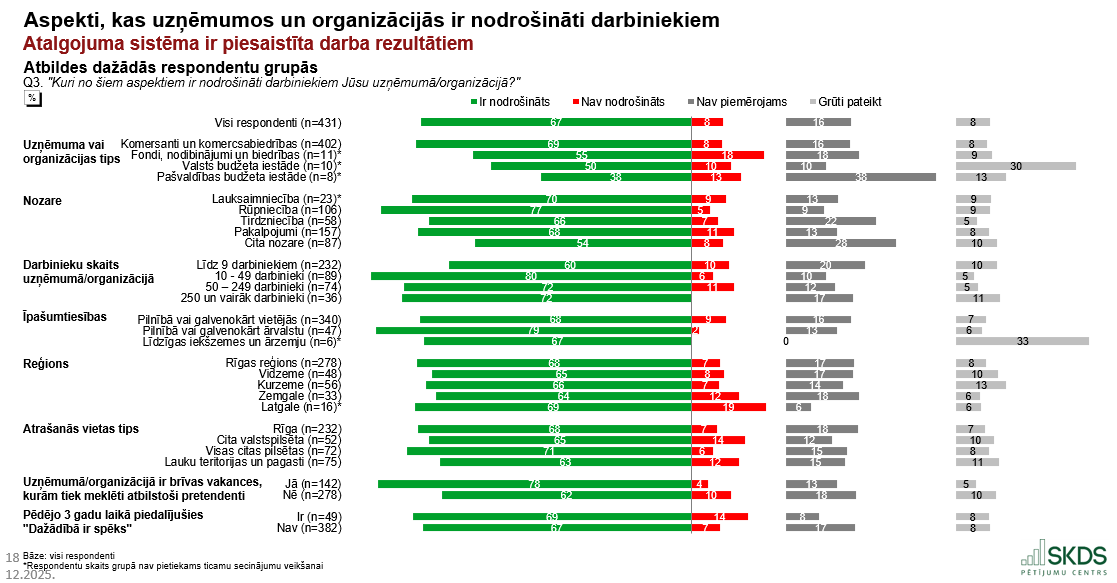 Aspekti, kas uzņēmumos un organizācijās ir nodrošināti darbiniekiem
Atalgojuma sistēma ir piesaistīta darba rezultātiem
Atbildes dažādās respondentu grupās
Q3. "Kuri no šiem aspektiem ir nodrošināti darbiniekiem Jūsu uzņēmumā/organizācijā?"
%
Ir nodrošināts Nav nodrošināts Nav piemērojams Grūti pateikt
Visi respondenti (n=431) 67 8 16 8
Uzņēmuma vai organizācijas tips
Komersanti un komercsabiedrības (n=402) 69 8 16 8
Fondi, nodibinājumi un biedrības (n=11)* 55 18 18 9
Valsts budžeta iestāde (n=10)* 50 10 10 30
Pašvaldības budžeta iestāde (n=8)* 38 13 38 13
Nozare
Lauksaimniecība (n=23)* 70 9 13 9
Rūpniecība (n=106) 77 5 9 9
Tirdzniecība (n=58) 66 7 22 5
Pakalpojumi (n=157) 68 11 13 8
Cita nozare (n=87) 54 8 28 10
Darbinieku skaits uzņēmumā/organizācijā
Līdz 9 darbiniekiem (n=232) 60 10 20 10
10 - 49 darbinieki (n=89) 80 6 10 5
50 – 249 darbinieki (n=74) 72 11 12 5
250 un vairāk darbinieki (n=36) 72 17 11
Īpašumtiesības
Pilnībā vai galvenokārt vietējās (n=340) 68 9 16 7
Pilnībā vai galvenokārt ārvalstu (n=47) 79 2 13 6
Līdzīgas iekšzemes un ārzemju (n=6)* 67 0 33
Reģions
Rīgas reģions (n=278) 68 7 17 8
Vidzeme (n=48) 65 8 17 10
Kurzeme (n=56) 66 7 14 13
Zemgale (n=33) 64 12 18 6
Latgale (n=16)* 69 19 6 6
Atrašanās vietas tips
Rīga (n=232) 68 7 18 7
Cita valstspilsēta (n=52) 65 14 12 10
Visas citas pilsētas (n=72) 71 6 15 8
Lauku teritorijas un pagasti (n=75) 63 12 15 11
Uzņēmumā/organizācijā ir brīvas vakances, kurām tiek meklēti atbilstoši pretendenti
Jā (n=142) 78 4 13 5
Nē (n=278) 62 10 18 10
Pēdējo 3 gadu laikā piedalījušies "Dažādībā ir spēks"
Ir (n=49) 69 14 8 8
Nav (n=382) 67 7 17 8
18
Bāze: visi respondenti
*Respondentu skaits grupā nav pietiekams ticamu secinājumu veikšanai
12.2025.
SKDS
PĒTĪJUMU CENTRS